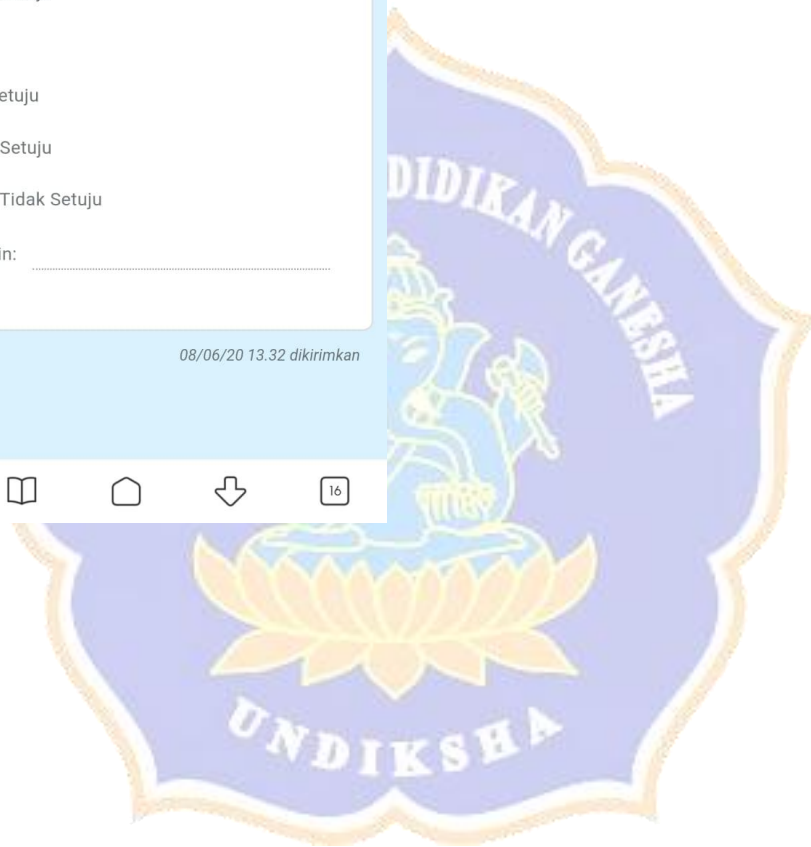 etuju
Setuju
Tidak Setuju
in:
08/06/20 13.32 dikirimkan
16
DIDIKAN GANESHA
UNDIKSHA